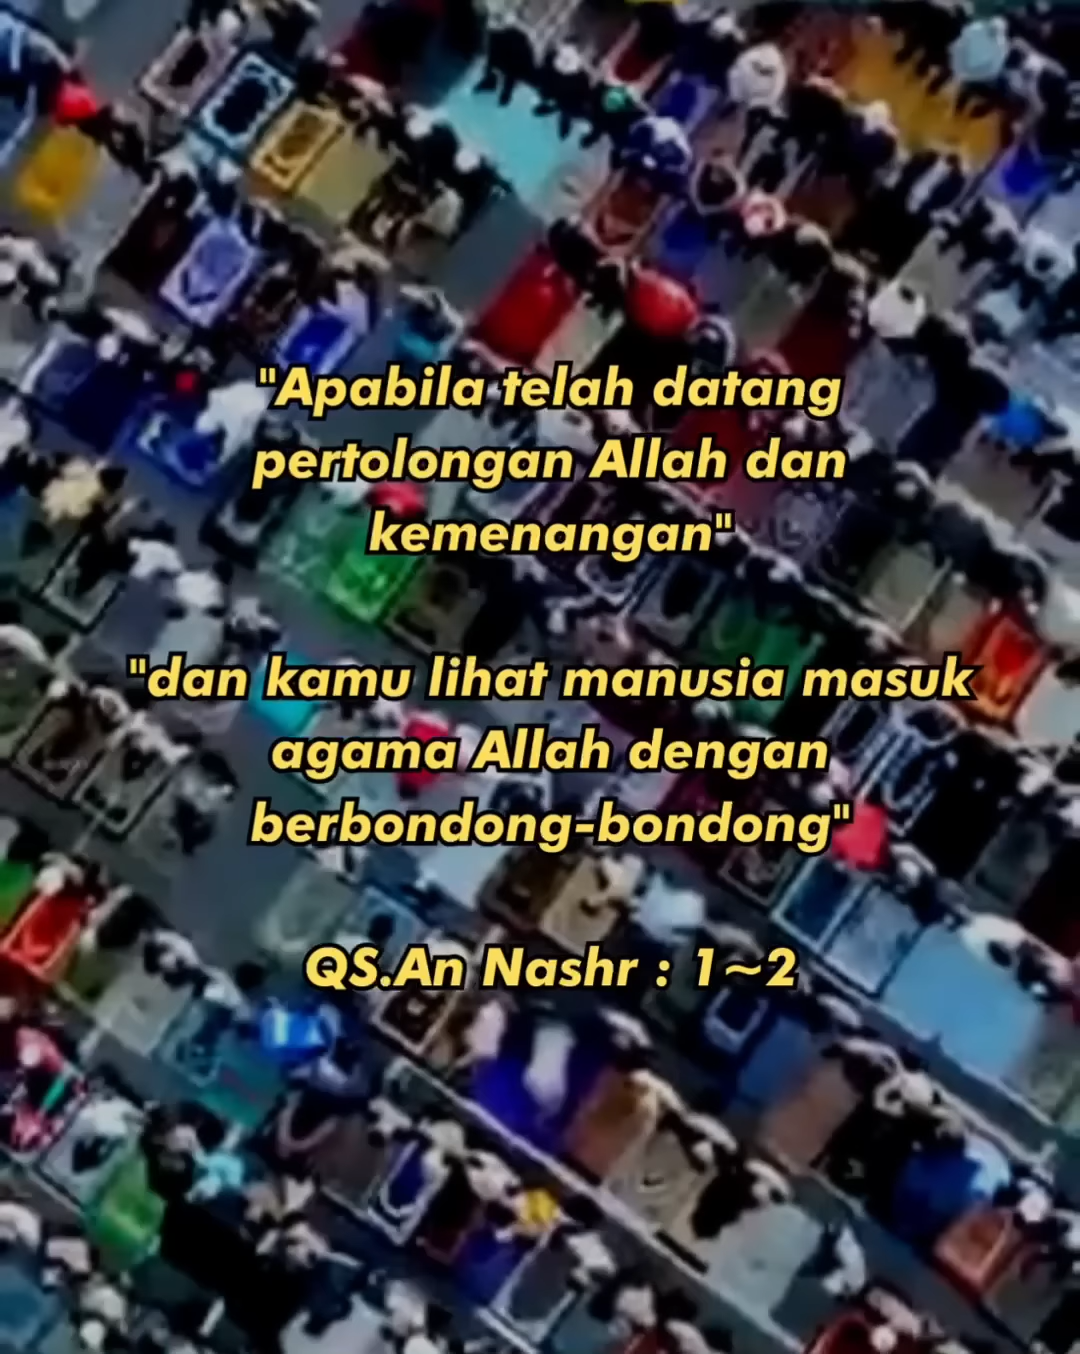 "Apabila telah datang
pertolongan Allah dan
kemenangan"
"dan kamu lihat manusia masuk
agama Allah dengan
berbondong-bondong"
QS.An Nashr : 1~2